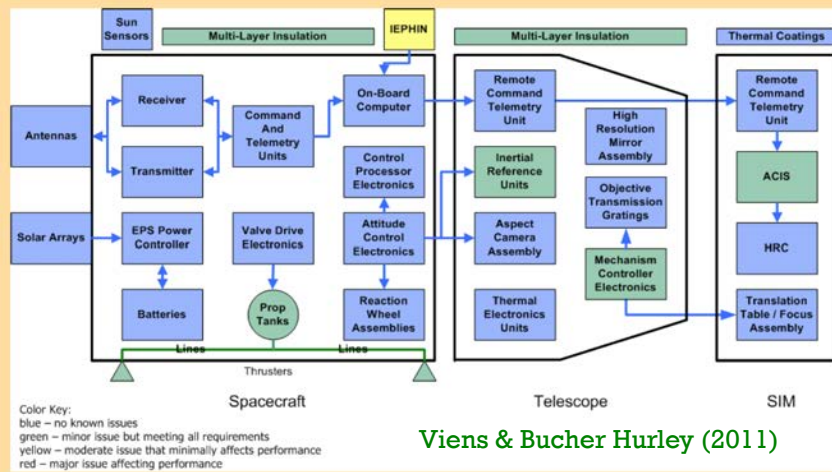 Sun
Sensors
Multi-Layer Insulation
IEPHIN
Multi-Layer Insulation
Thermal Coatings
Antennas
Receiver
Transmitter
Command
And
Telemetry
Units
On-Board
Computer
Control
Processor
Electronics
Solar Arrays
EPS Power
Controller
Valve Drive
Electronics
Attitude
Control
Electronics
Batteries
Prop
Tanks
Reaction
Wheel
Assemblies
Lines
Lines
Thrusters
Spacecraft
Remote
Command
Telemetry
Unit
High
Resolution
Mirror
Assembly
Inertial
Reference
Units
Objective
Transmission
Gratings
Aspect
Camera
Assembly
Mechanism
Controller
Electronics
Thermal
Electronics
Units
Telescope
Remote
Command
Telemetry
Unit
ACIS
HRC
Translation
Table / Focus
Assembly
SIM
Color Key:
blue – no known issues
green – minor issue but meeting all requirements
yellow – moderate issue that minimally affects performance
red – major issue affecting performance
Viens & Bucher Hurley (2011)